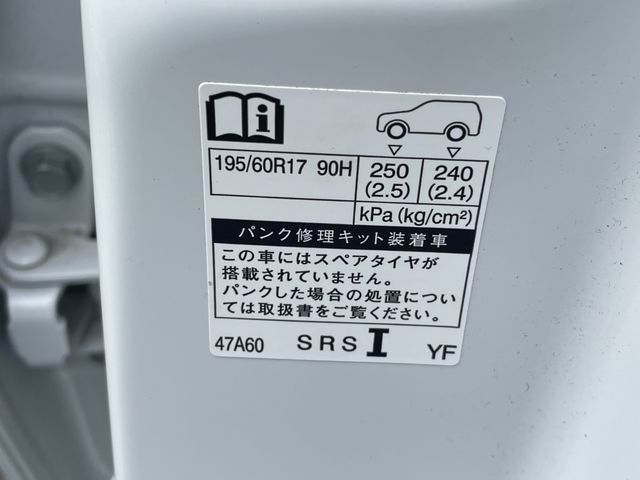 195/60R17 90H 250 (2.5) 240 (2.4)
kPa (kg/cm²)
パンク修理キット装着車
この車にはスペアタイヤが
搭載されていません。
パンクした場合の処置につい
ては取扱書をご覧ください。
47A60 SRS I YF